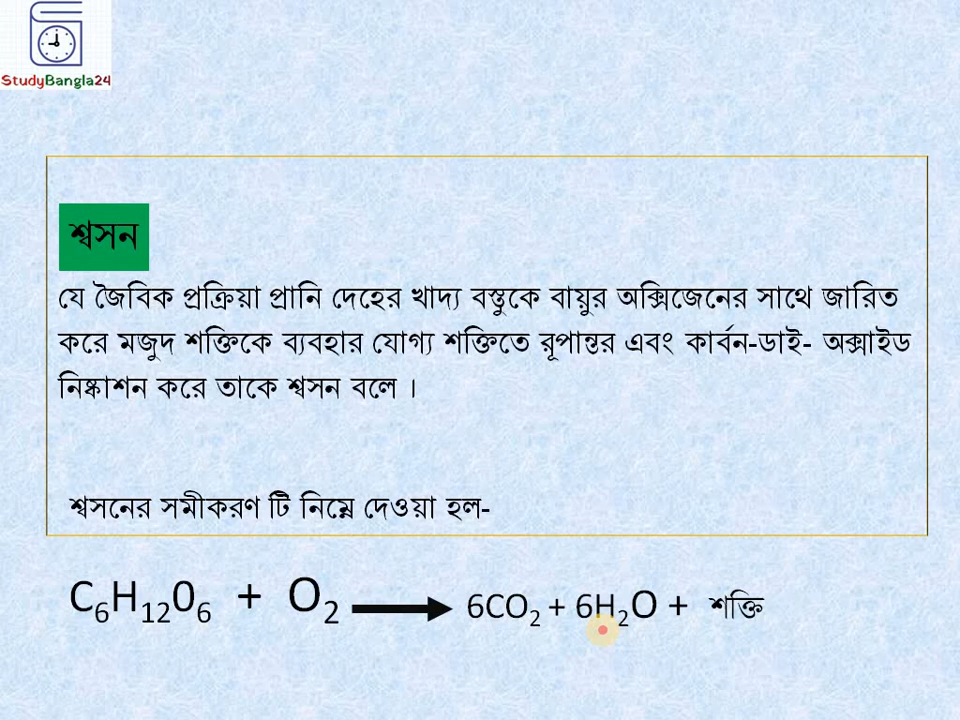 StudyBangla24
শ্বসন
যে জৈবিক প্রক্রিয়া প্রানি দেহের খাদ্য বস্তুকে বায়ুর অক্সিজেনের সাথে জারিত
করে মজুদ শক্তিকে ব্যবহার যোগ্য শক্তিতে রূপান্তর এবং কার্বন-ডাই- অক্সাইড
নিষ্কাশন করে তাকে শ্বসন বলে ।
শ্বসনের সমীকরণ টি নিম্নে দেওয়া হল-
C₆H₁₂0₆ + O₂ ⟶ 6CO₂ + 6H₂O + শক্তি